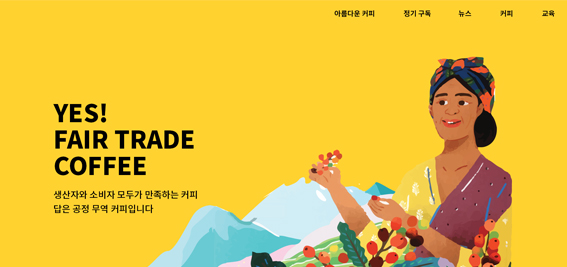 아름다운 커피 정기 구독 뉴스 커피 교육
YES!
FAIR TRADE
COFFEE
생산자와 소비자 모두가 만족하는 커피
답은 공정 무역 커피입니다